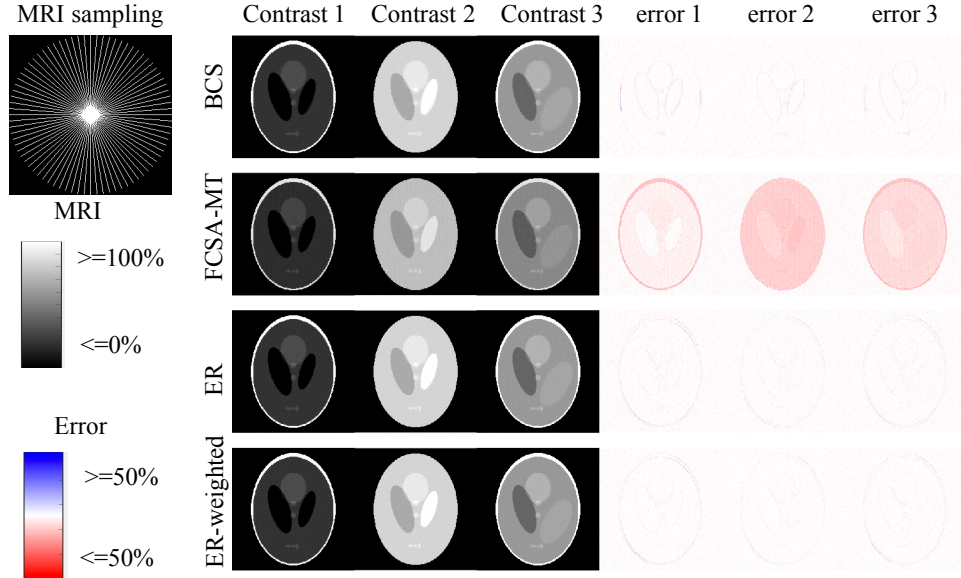 MRI sampling
Contrast 1 Contrast 2 Contrast 3 error 1 error 2 error 3
BCS
FCSA-MT
ER
ER-weighted
MRI
>=100%
<=0%
Error
>=50%
<=50%